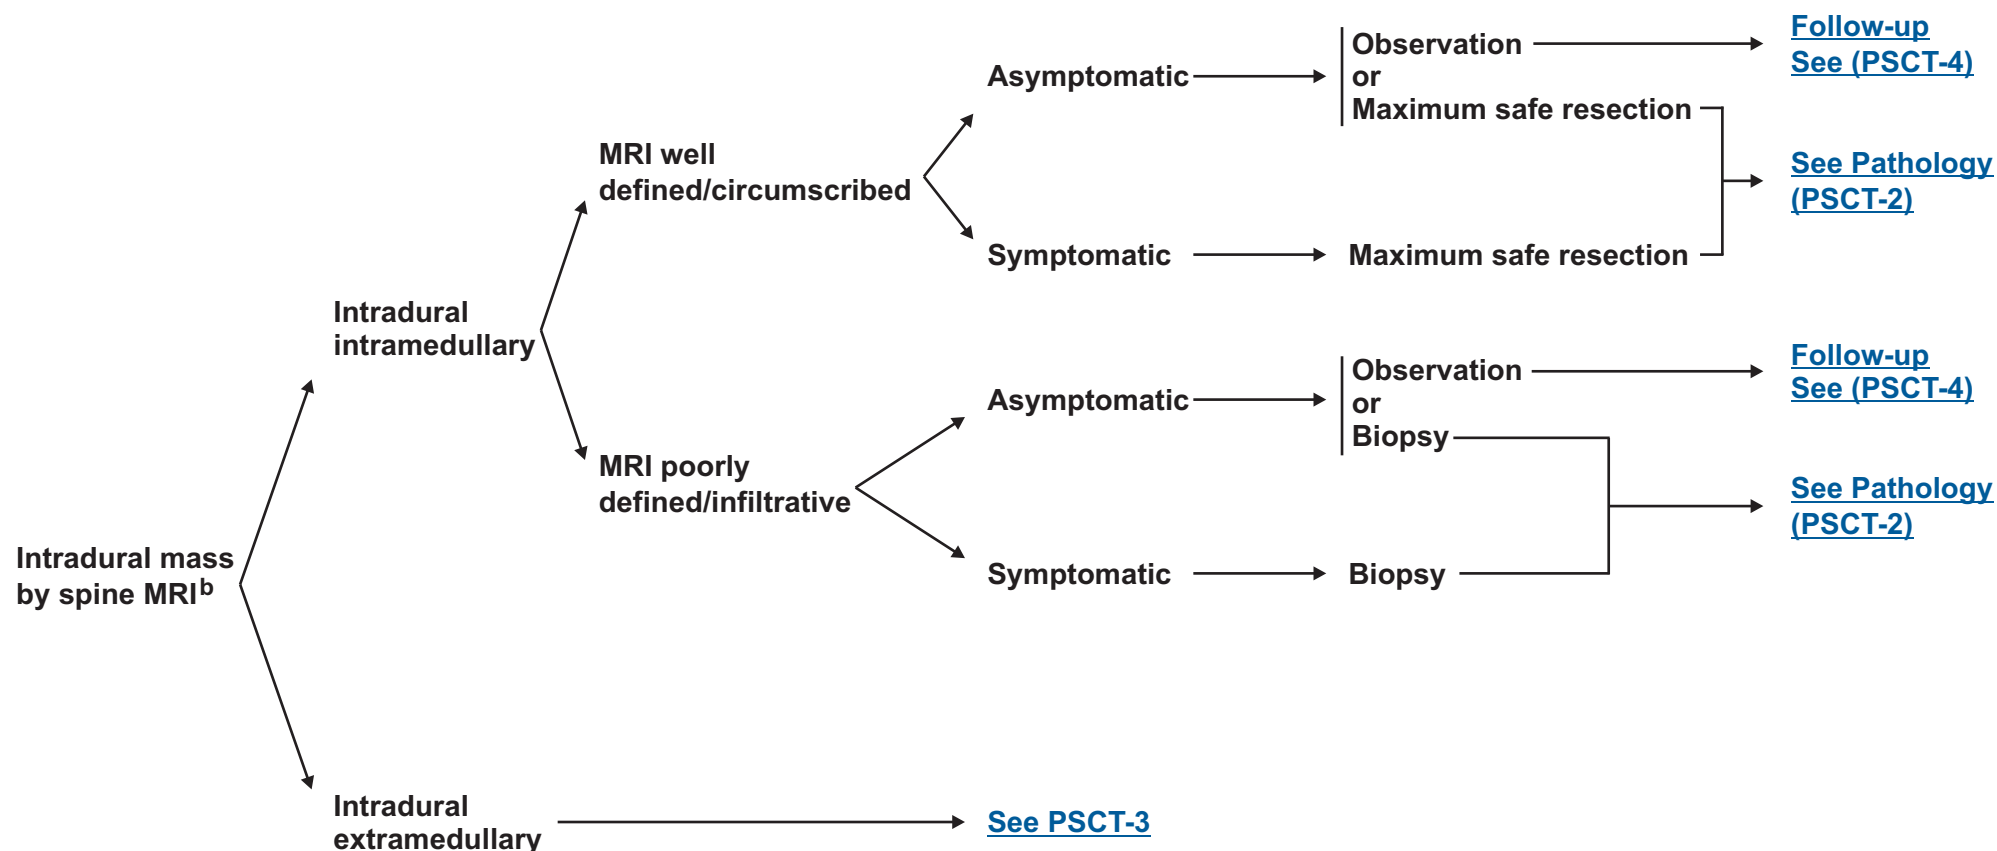 Intradural mass
by spine MRIb
Intradural
intramedullary
MRI well
defined/circumscribed
Asymptomatic
Observation
or
Maximum safe resection
Follow-up
See (PSCT-4)
Symptomatic
Maximum safe resection
See Pathology
(PSCT-2)
MRI poorly
defined/infiltrative
Asymptomatic
Observation
or
Biopsy
Follow-up
See (PSCT-4)
Symptomatic
Biopsy
See Pathology
(PSCT-2)
Intradural
extramedullary
See PSCT-3